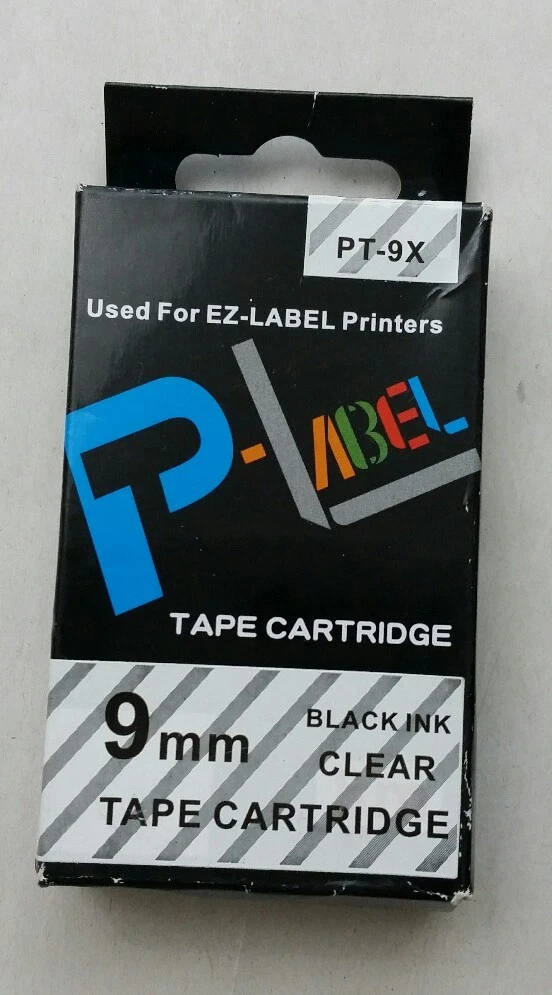 PT-9X
Used For EZ-LABEL Printers
P-LABEL
TAPE CARTRIDGE
9mm
BLACK INK
CLEAR
TAPE CARTRIDGE